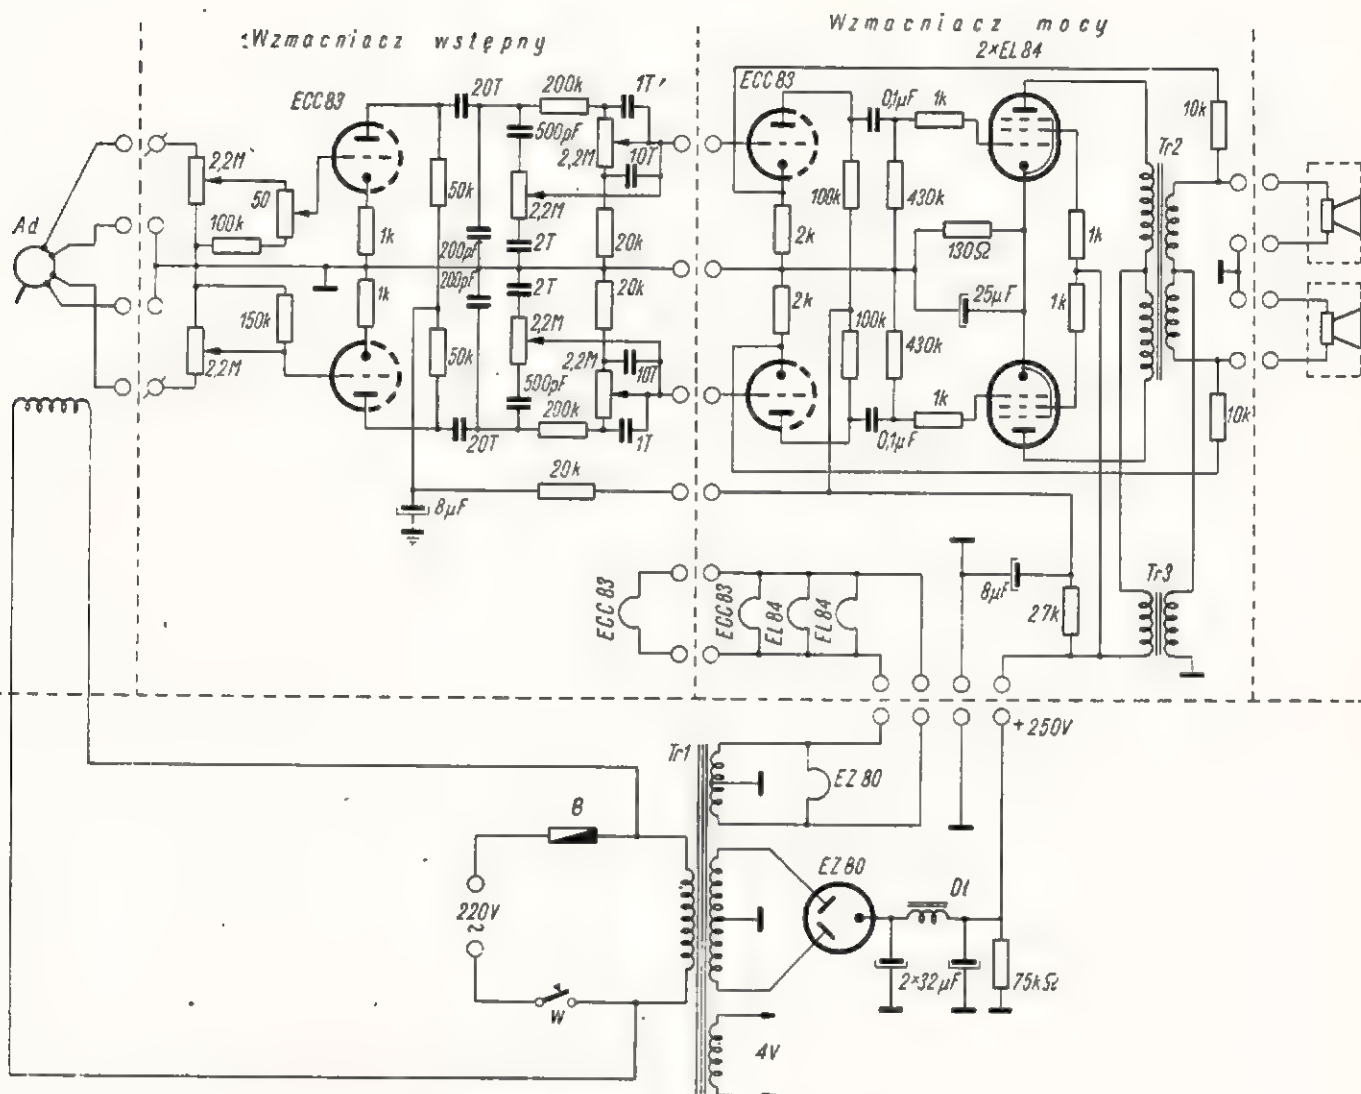 Wzmacniacz wstępny
Wzmacniacz mocy
2×EL84
Ad
2,2M
50
100k
150k
2,2M
ECC83
1k
1k
50k
50k
20T
200k
1T
500pF
2,2M
10T
2,2M
200pF
2T
20k
200pF
2T
20k
2,2M
2,2M
10T
500pF
200k
20T
1T
20k
8µF
ECC83
0,1µF
1k
100k
430k
2k
130Ω
1k
25µF
2k
1k
100k
430k
1k
0,1µF
10k
Tr2
10k
ECC83
ECC83
EL84
EL84
8µF
27k
Tr3
+250V
Tr1
EZ80
B
220V
~
W
EZ80
Dł
2×32µF
75kΩ
4V